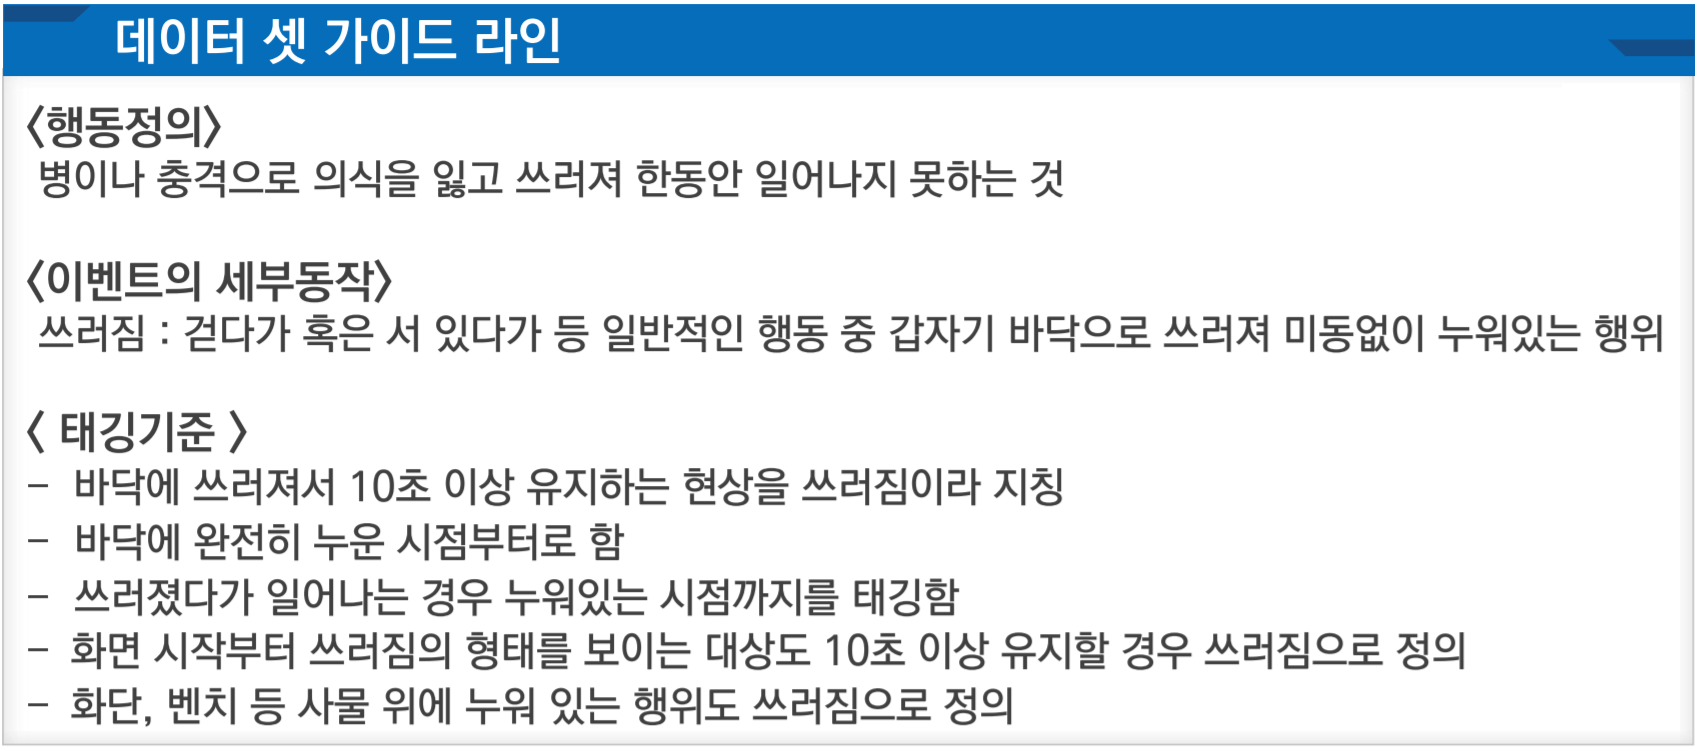 데이터 셋 가이드 라인
<행동정의>
병이나 충격으로 의식을 잃고 쓰러져 한동안 일어나지 못하는 것
<이벤트의 세부동작>
쓰러짐 : 걷다가 혹은 서 있다가 등 일반적인 행동 중 갑자기 바닥으로 쓰러져 미동없이 누워있는 행위
< 태깅기준 >
- 바닥에 쓰러져서 10초 이상 유지하는 현상을 쓰러짐이라 지칭
- 바닥에 완전히 누운 시점부터로 함
- 쓰러졌다가 일어나는 경우 누워있는 시점까지를 태깅함
- 화면 시작부터 쓰러짐의 형태를 보이는 대상도 10초 이상 유지할 경우 쓰러짐으로 정의
- 화단, 벤치 등 사물 위에 누워 있는 행위도 쓰러짐으로 정의